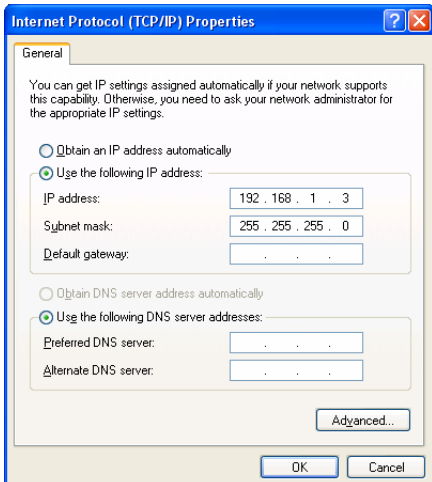 Internet Protocol (TCP/IP) Properties
General
You can get IP settings assigned automatically if your network supports
this capability. Otherwise, you need to ask your network administrator for
the appropriate IP settings.
Obtain an IP address automatically
Use the following IP address:
IP address: 192 . 168 . 1 . 3
Subnet mask: 255 . 255 . 255 . 0
Default gateway: . . .
Obtain DNS server address automatically
Use the following DNS server addresses:
Preferred DNS server: . . .
Alternate DNS server: . . .
Advanced...
OK Cancel